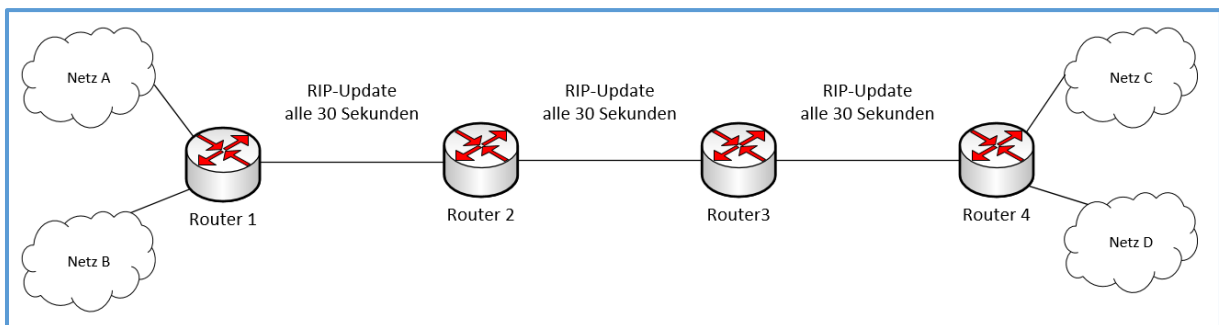 Netz A
Netz B
Router 1
RIP-Update
alle 30 Sekunden
Router 2
RIP-Update
alle 30 Sekunden
Router3
RIP-Update
alle 30 Sekunden
Router 4
Netz C
Netz D